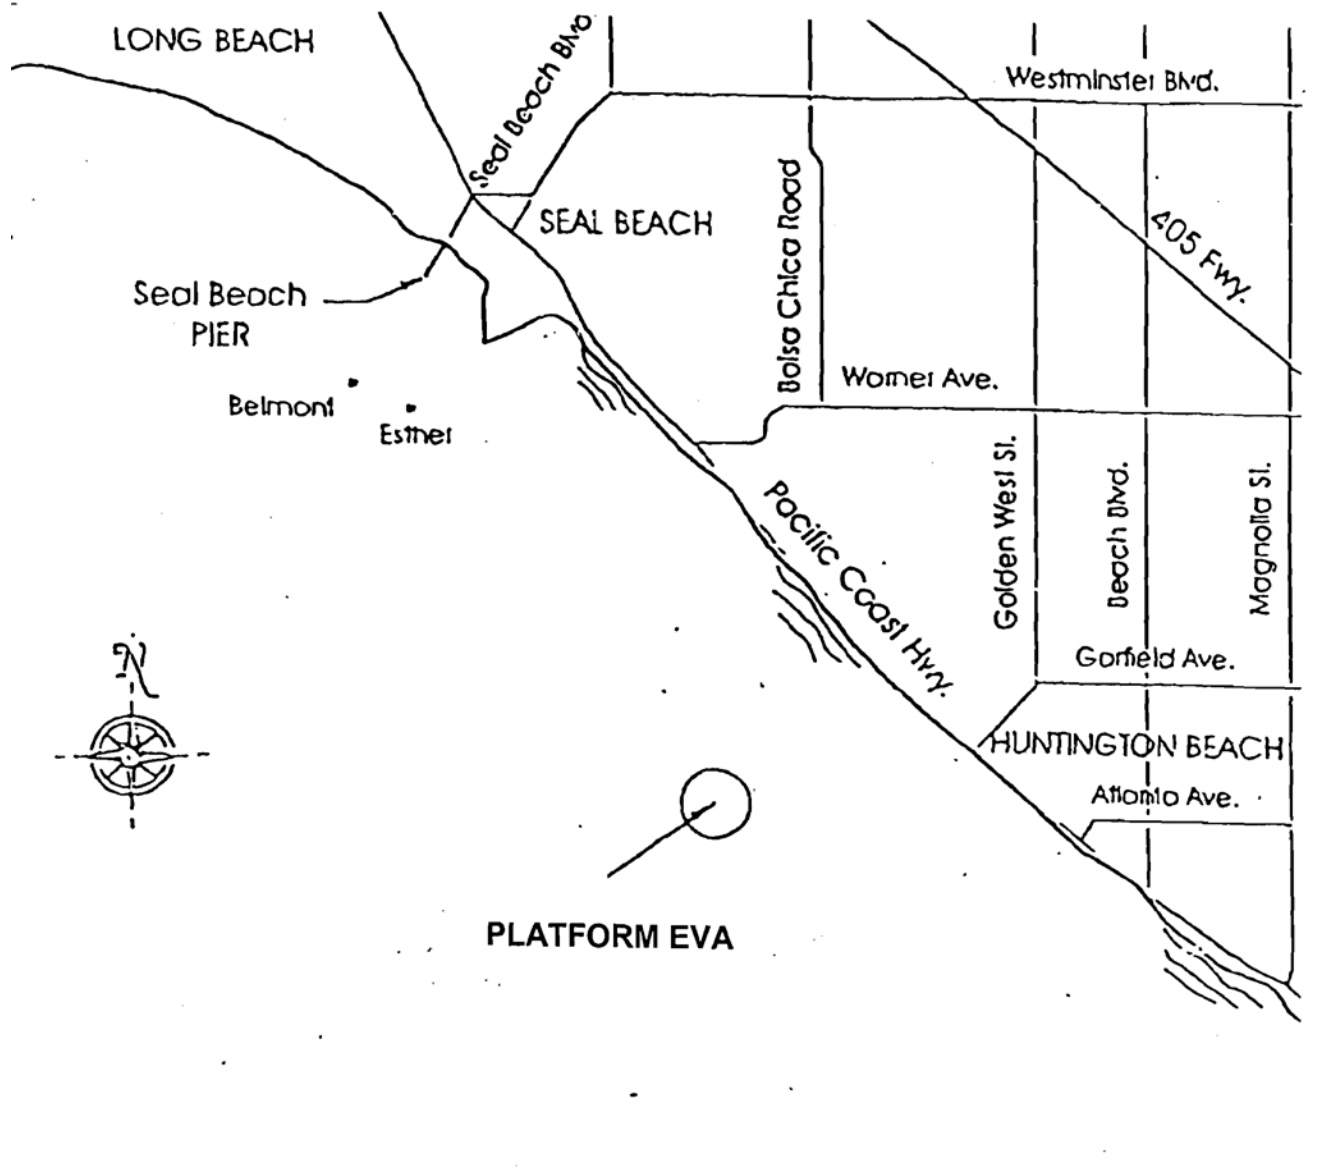 LONG BEACH
Seal Beach Blvd
Westminster Blvd.
SEAL BEACH
Bolsa Chica Road
405 Fwy.
Seal Beach
PIER
Warner Ave.
Belmont
Esther
Pacific Coast Hwy.
Golden West St.
Beach Blvd.
Magnolia St.
N
Garfield Ave.
HUNTINGTON BEACH
Atlanta Ave.
PLATFORM EVA